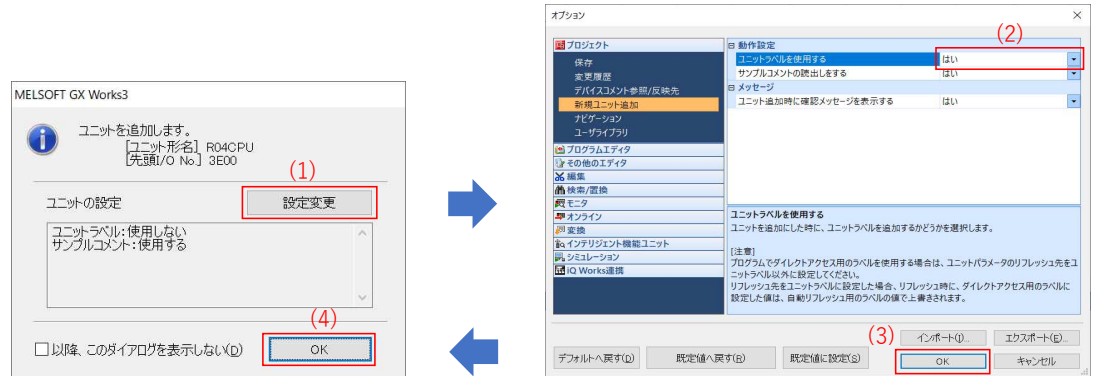 MELSOFT GX Works3
ユニットを追加します。
[ユニット形名] R04CPU
[先頭I/O No.] 3E00
(1)
ユニットの設定
設定変更
ユニットラベル:使用しない
サンプルコメント:使用する
(4)
以降、このダイアログを表示しない(D)
OK
オプション
(2)
プロジェクト
保存
変更履歴
デバイスコメント参照/反映先
新規ユニット追加
ナビゲーション
ユーザライブラリ
プログラムエディタ
その他のエディタ
編集
検索/置換
モニタ
オンライン
変換
インテリジェント機能ユニット
シミュレーション
iQ Works連携
動作設定
ユニットラベルを使用する はい
サンプルコメントの読出しをする はい
メッセージ
ユニット追加時に確認メッセージを表示する はい
ユニットラベルを使用する
ユニットを追加にした時に、ユニットラベルを追加するかどうかを選択します。
[注意]
プログラムでダイレクトアクセス用のラベルを使用する場合は、ユニットパラメータのリフレッシュ先をユ
ニットラベル以外に設定してください。
リフレッシュ先をユニットラベルに設定した場合、リフレッシュ時に、ダイレクトアクセス用のラベルに
設定した値は、自動リフレッシュ用のラベルの値で上書きされます。
(3)
インポート(I)... エクスポート(E)...
デフォルトへ戻す(D) 既定値へ戻す(R) 既定値に設定(S) OK キャンセル